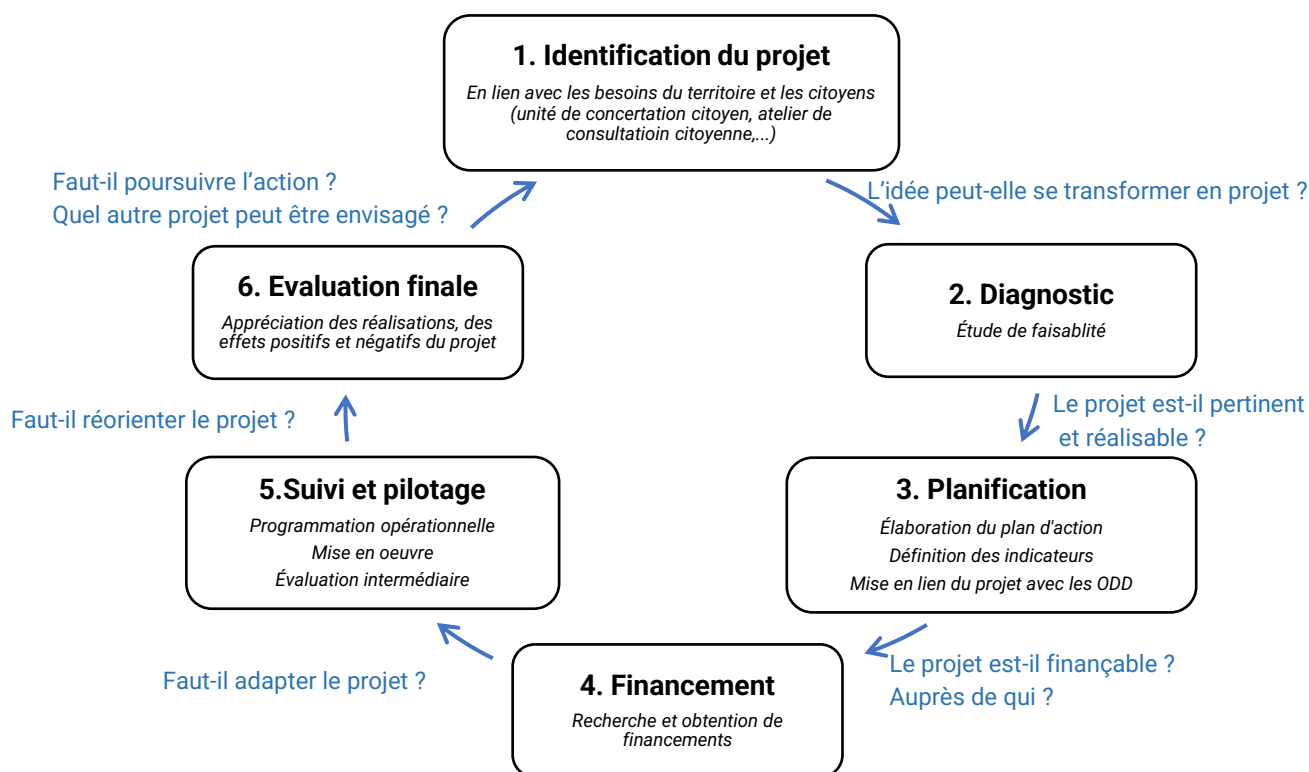 1. Identification du projet
En lien avec les besoins du territoire et les citoyens
(unité de concertation citoyen, atelier de
consultatioin citoyenne,...)
L'idée peut-elle se transformer en projet ?
2. Diagnostic
Étude de faisablité
Le projet est-il pertinent
et réalisable ?
3. Planification
Élaboration du plan d'action
Définition des indicateurs
Mise en lien du projet avec les ODD
Le projet est-il finançable ?
Auprès de qui ?
4. Financement
Recherche et obtention de
financements
Faut-il adapter le projet ?
5.Suivi et pilotage
Programmation opérationnelle
Mise en oeuvre
Évaluation intermédiaire
Faut-il réorienter le projet ?
6. Evaluation finale
Appréciation des réalisations, des
effets positifs et négatifs du projet
Faut-il poursuivre l'action ?
Quel autre projet peut être envisagé ?